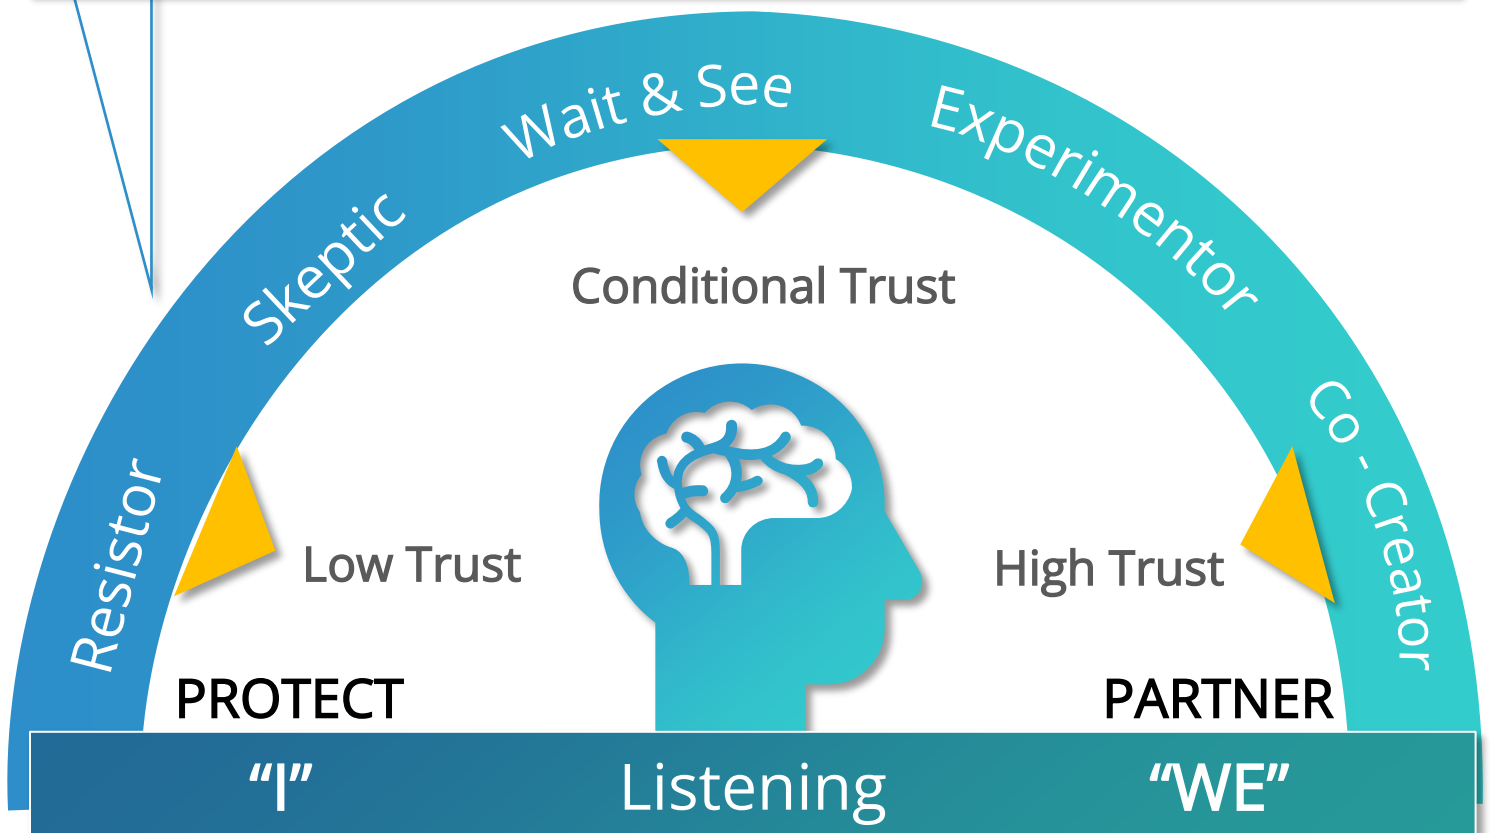 Resistor
Skeptic
Wait & See
Experimentor
Co - Creator
Conditional Trust
Low Trust
High Trust
PROTECT
PARTNER
“I”
Listening
“WE”